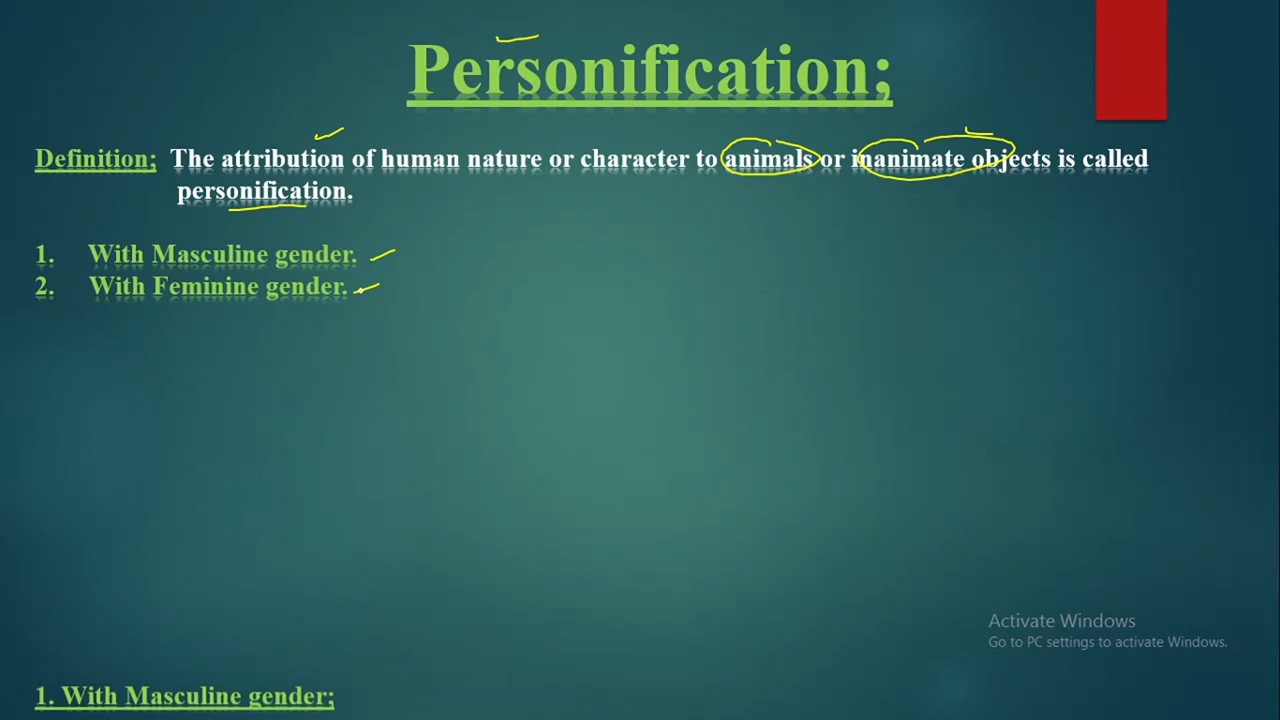 Personification;
Definition; The attribution of human nature or character to animals or inanimate objects is called
personification.
1. With Masculine gender.
2. With Feminine gender.
Activate Windows
Go to PC settings to activate Windows.
1. With Masculine gender;